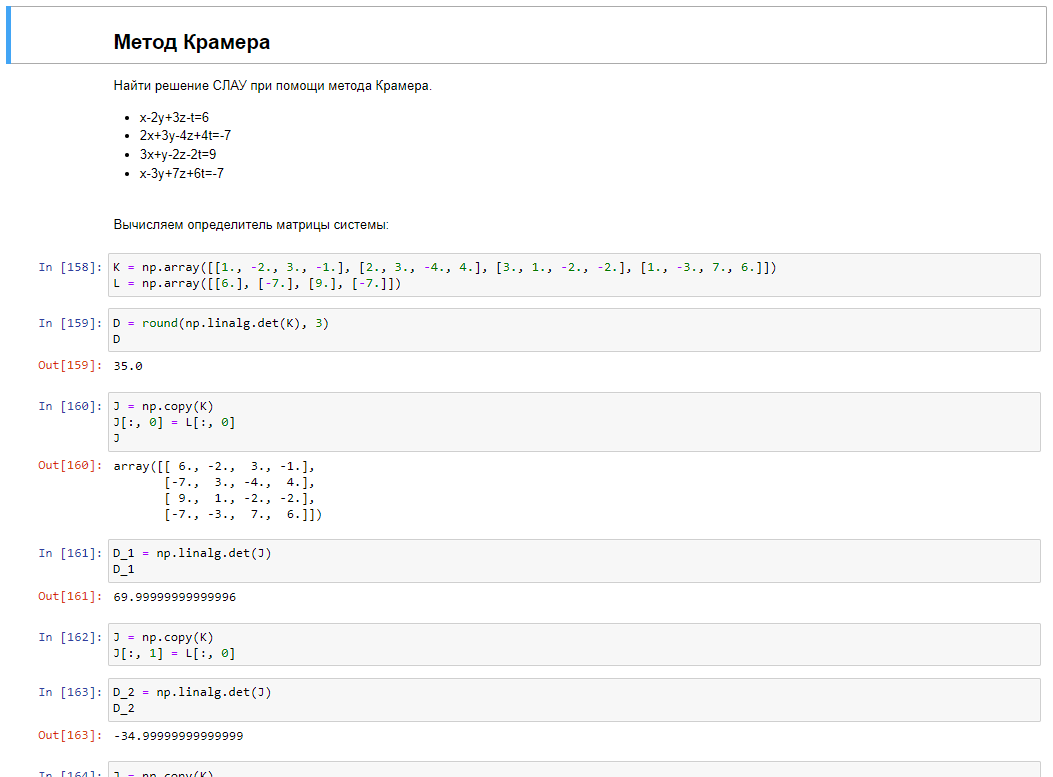 Метод Крамера
Найти решение СЛАУ при помощи метода Крамера.
• x-2y+3z-t=6
• 2x+3y-4z+4t=-7
• 3x+y-2z-2t=9
• x-3y+7z+6t=-7
Вычисляем определитель матрицы системы:
In [158]: K = np.array([[1., -2., 3., -1.], [2., 3., -4., 4.], [3., 1., -2., -2.], [1., -3., 7., 6.]])
L = np.array([[6.], [-7.], [9.], [-7.]])
In [159]: D = round(np.linalg.det(K), 3)
D
Out[159]: 35.0
In [160]: J = np.copy(K)
J[:, 0] = L[:, 0]
J
Out[160]: array([[ 6., -2., 3., -1.],
[-7., 3., -4., 4.],
[ 9., 1., -2., -2.],
[-7., -3., 7., 6.]])
In [161]: D_1 = np.linalg.det(J)
D_1
Out[161]: 69.99999999999996
In [162]: J = np.copy(K)
J[:, 1] = L[:, 0]
In [163]: D_2 = np.linalg.det(J)
D_2
Out[163]: -34.99999999999999
In [164]: J = np.copy(K)